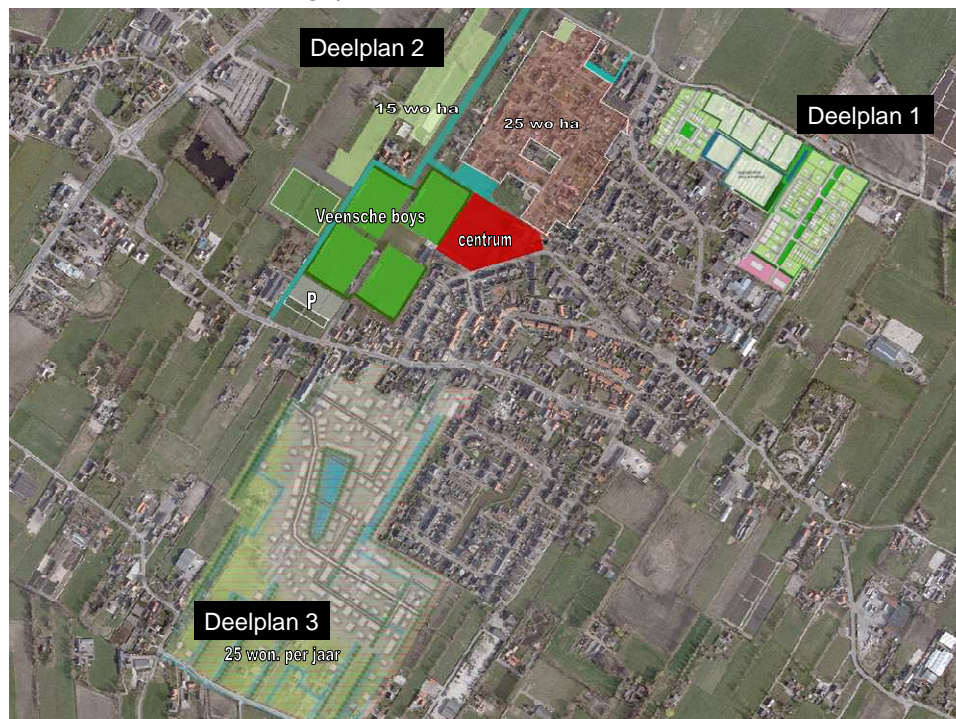 Deelplan 2
15 wo ha
25 wo ha
Deelplan 1
Veensche boys
centrum
P
Deelplan 3
25 won. per jaar